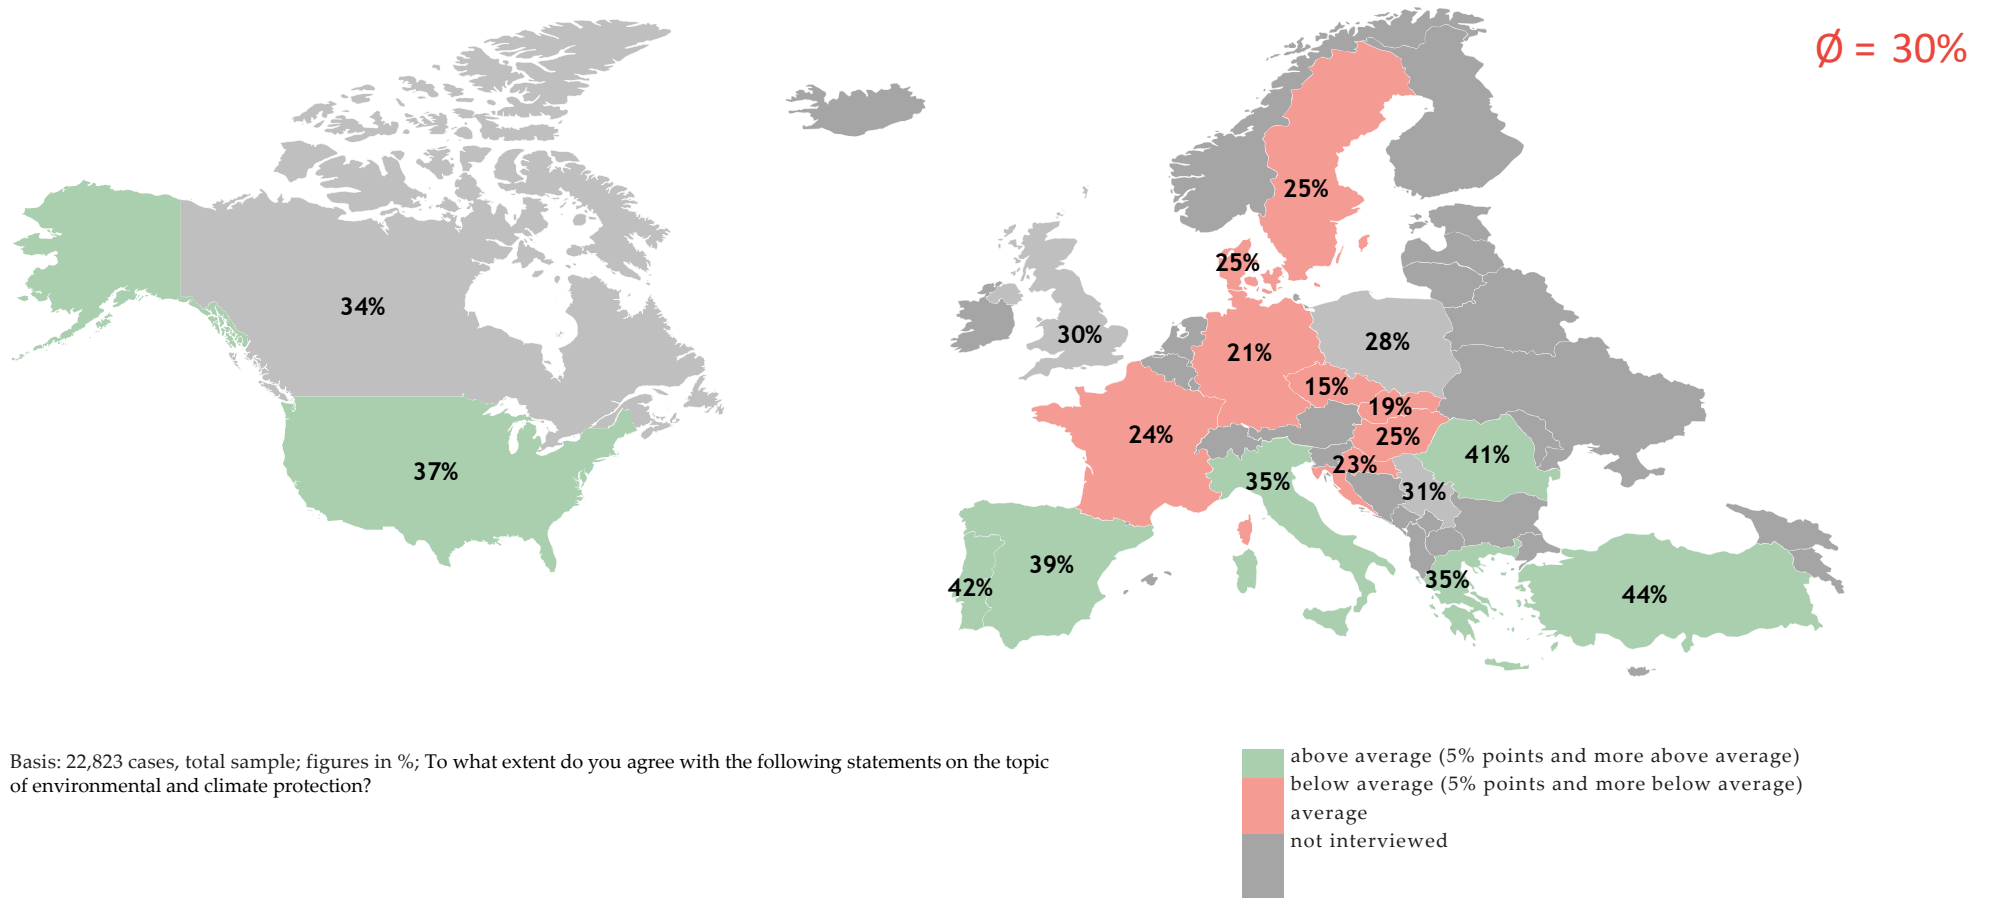 Ø = 30%
25%
25%
34%
30%
28%
21%
15%
19%
24%
25%
41%
23%
37%
35%
31%
39%
42%
35%
44%
Basis: 22,823 cases, total sample; figures in %; To what extent do you agree with the following statements on the topic
of environmental and climate protection?
above average (5% points and more above average)
below average (5% points and more below average)
average
not interviewed